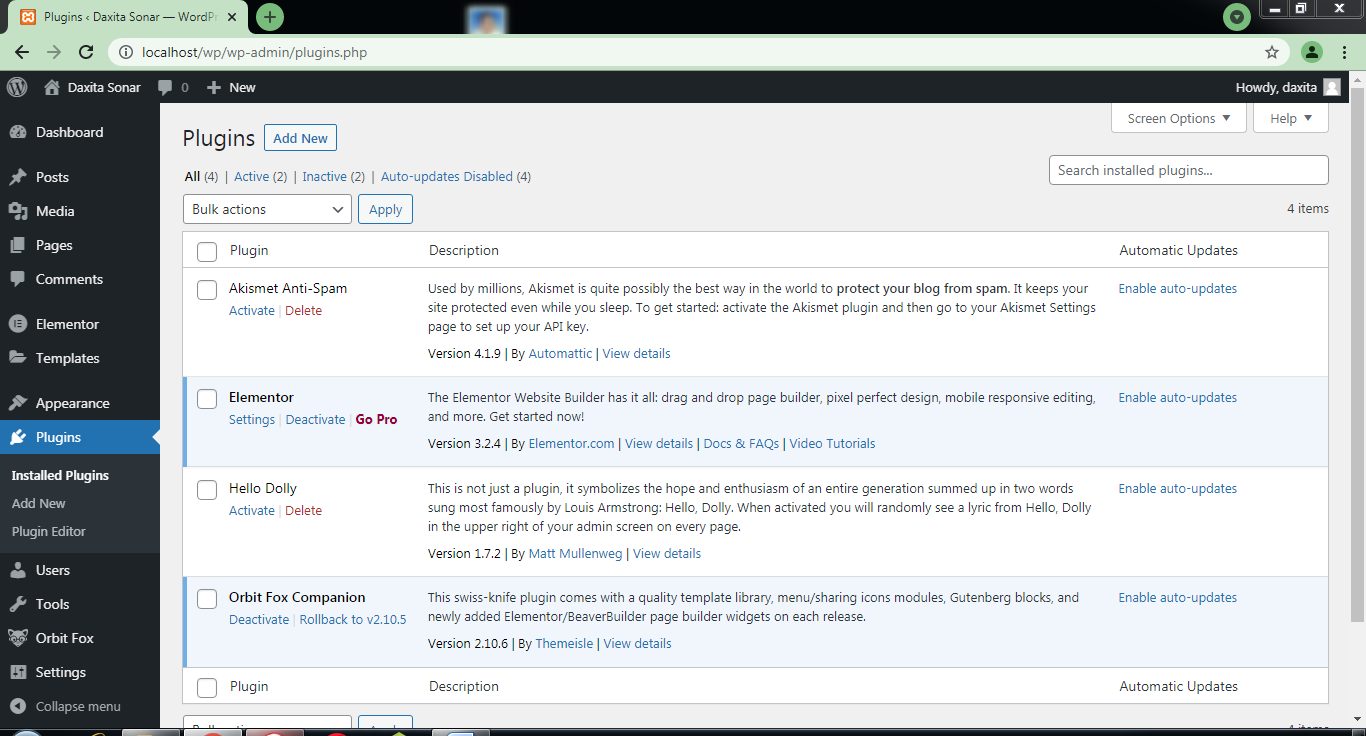 Plugins ‹ Daxita Sonar — WordPr
localhost/wp/wp-admin/plugins.php
Daxita Sonar 0 New Howdy, daxita
Dashboard
Posts
Media
Pages
Comments
Elementor
Templates
Appearance
Plugins
Installed Plugins
Add New
Plugin Editor
Users
Tools
Orbit Fox
Settings
Collapse menu
Screen Options ▼ Help ▼
Plugins Add New
All (4) | Active (2) | Inactive (2) | Auto-updates Disabled (4)
Search installed plugins...
Bulk actions Apply 4 items
Plugin Description Automatic Updates
Akismet Anti-Spam
Activate | Delete
Used by millions, Akismet is quite possibly the best way in the world to protect your blog from spam. It keeps your
site protected even while you sleep. To get started: activate the Akismet plugin and then go to your Akismet Settings
page to set up your API key.
Version 4.1.9 | By Automattic | View details
Enable auto-updates
Elementor
Settings | Deactivate | Go Pro
The Elementor Website Builder has it all: drag and drop page builder, pixel perfect design, mobile responsive editing,
and more. Get started now!
Version 3.2.4 | By Elementor.com | View details | Docs & FAQs | Video Tutorials
Enable auto-updates
Hello Dolly
Activate | Delete
This is not just a plugin, it symbolizes the hope and enthusiasm of an entire generation summed up in two words
sung most famously by Louis Armstrong: Hello, Dolly. When activated you will randomly see a lyric from Hello, Dolly
in the upper right of your admin screen on every page.
Version 1.7.2 | By Matt Mullenweg | View details
Enable auto-updates
Orbit Fox Companion
Deactivate | Rollback to v2.10.5
This swiss-knife plugin comes with a quality template library, menu/sharing icons modules, Gutenberg blocks, and
newly added Elementor/BeaverBuilder page builder widgets on each release.
Version 2.10.6 | By Themeisle | View details
Enable auto-updates
Plugin Description Automatic Updates